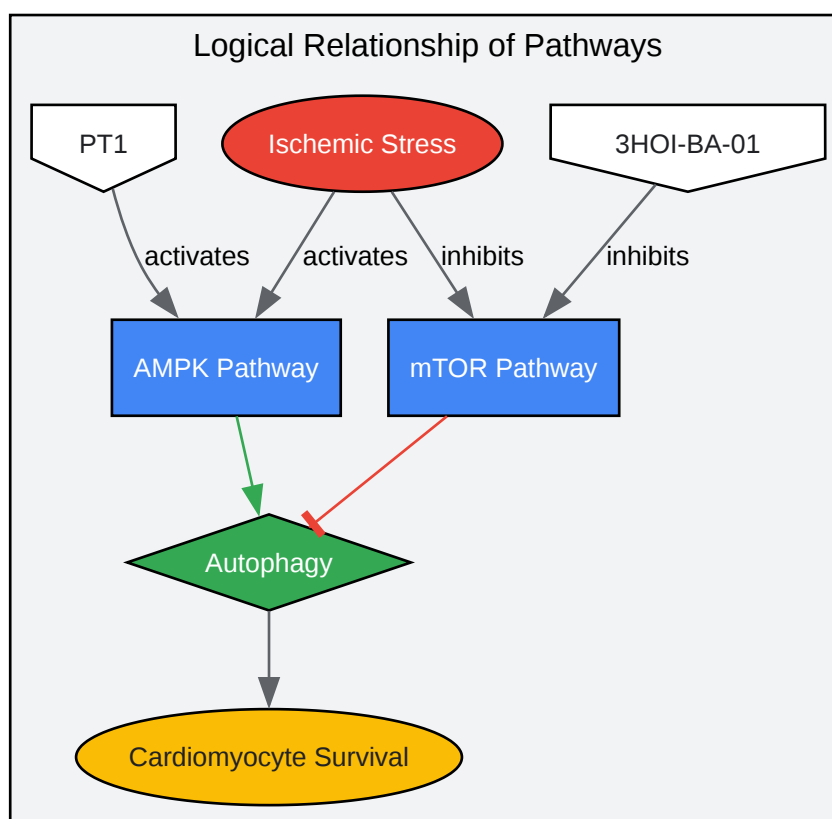 Logical Relationship of Pathways
PT1
Ischemic Stress
3HOI-BA-01
activates
activates
inhibits
inhibits
AMPK Pathway
mTOR Pathway
Autophagy
Cardiomyocyte Survival